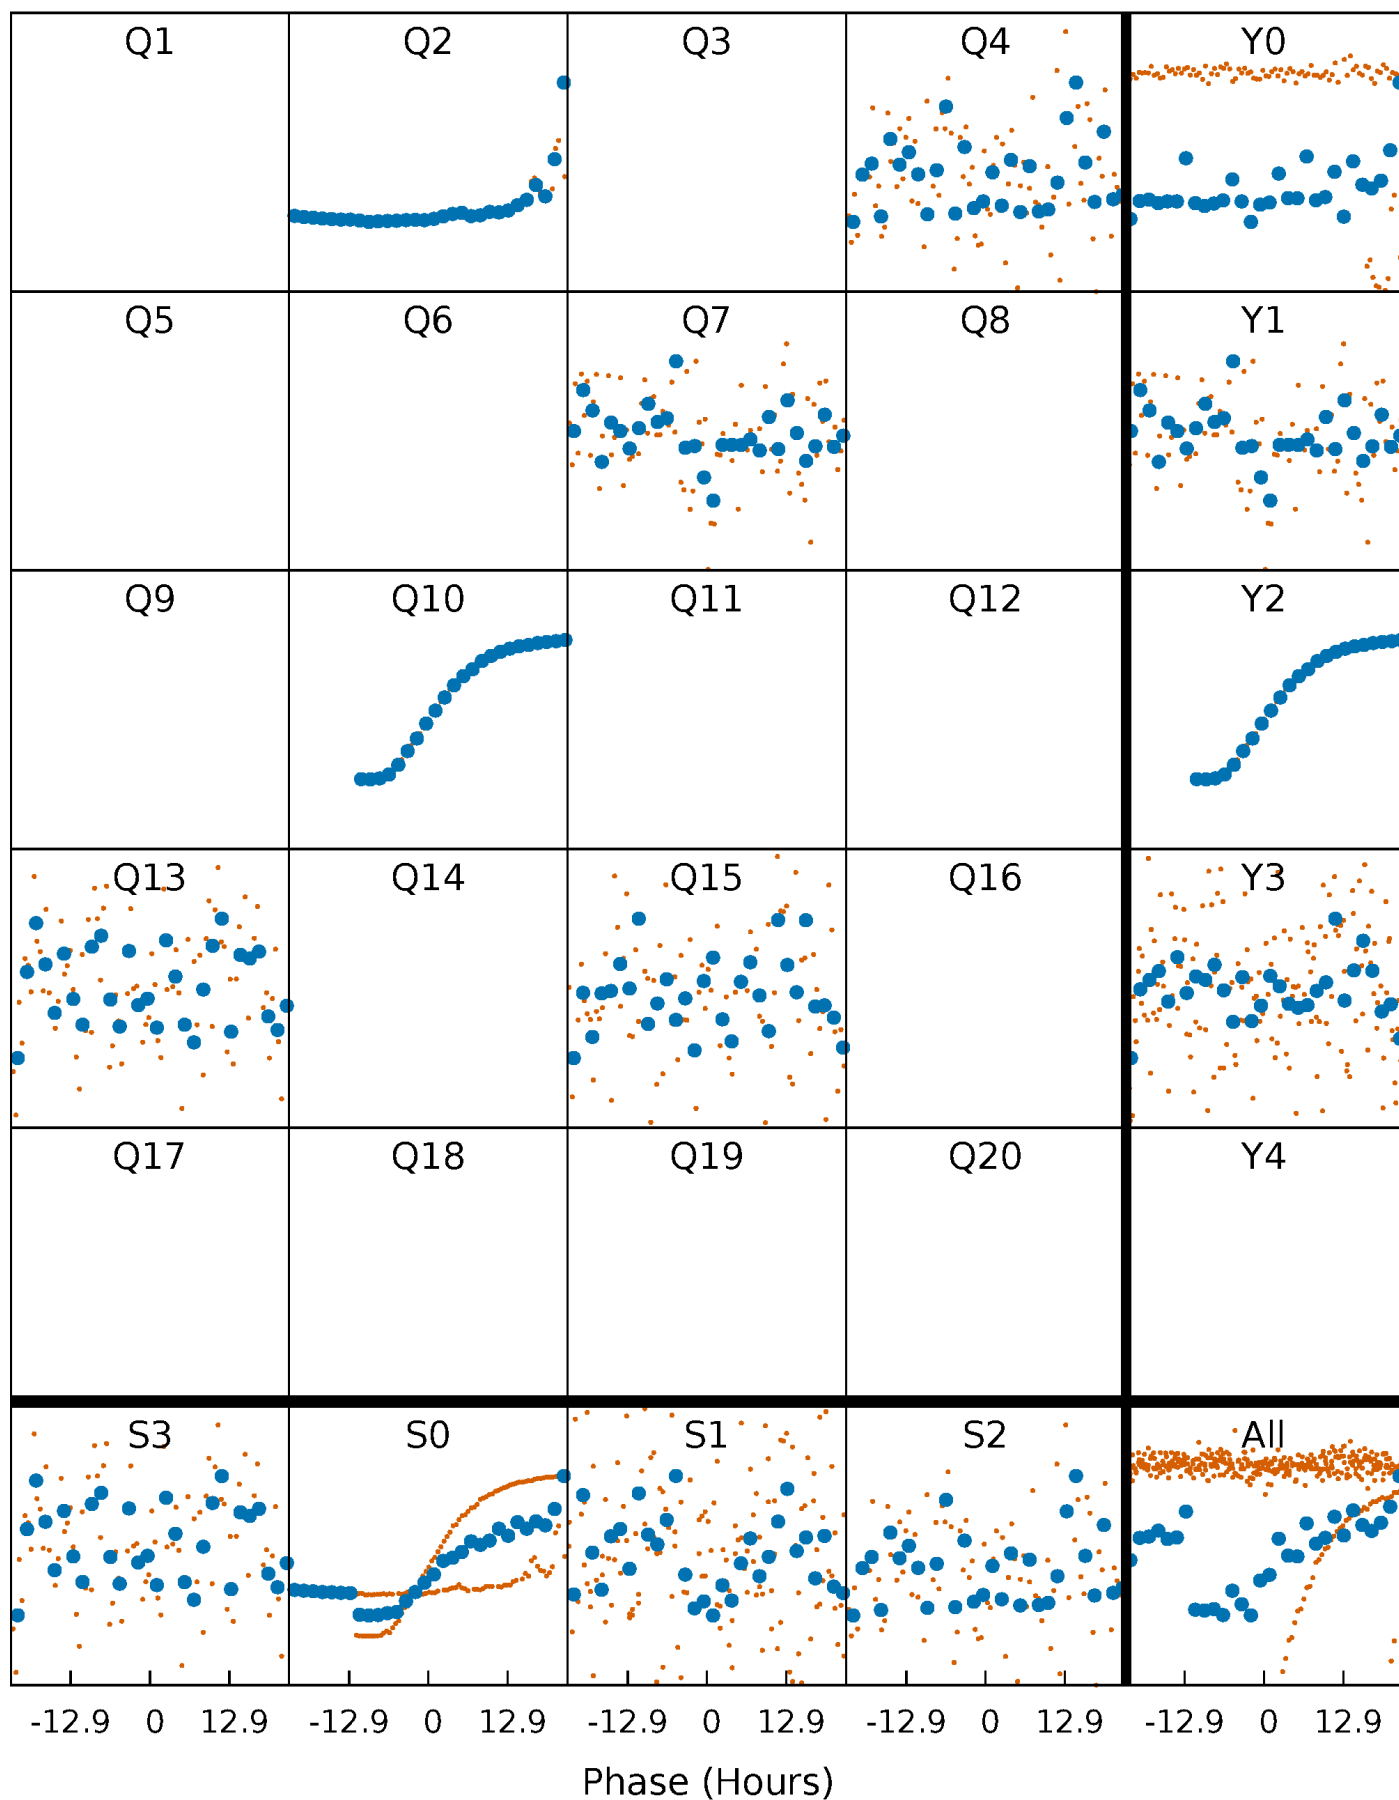 Q1 Q2 Q3 Q4 Y0
Q5 Q6 Q7 Q8 Y1
Q9 Q10 Q11 Q12 Y2
Q13 Q14 Q15 Q16 Y3
Q17 Q18 Q19 Q20 Y4
S3 S0 S1 S2 All
-12.9 0 12.9 -12.9 0 12.9 -12.9 0 12.9 -12.9 0 12.9 -12.9 0 12.9
Phase (Hours)